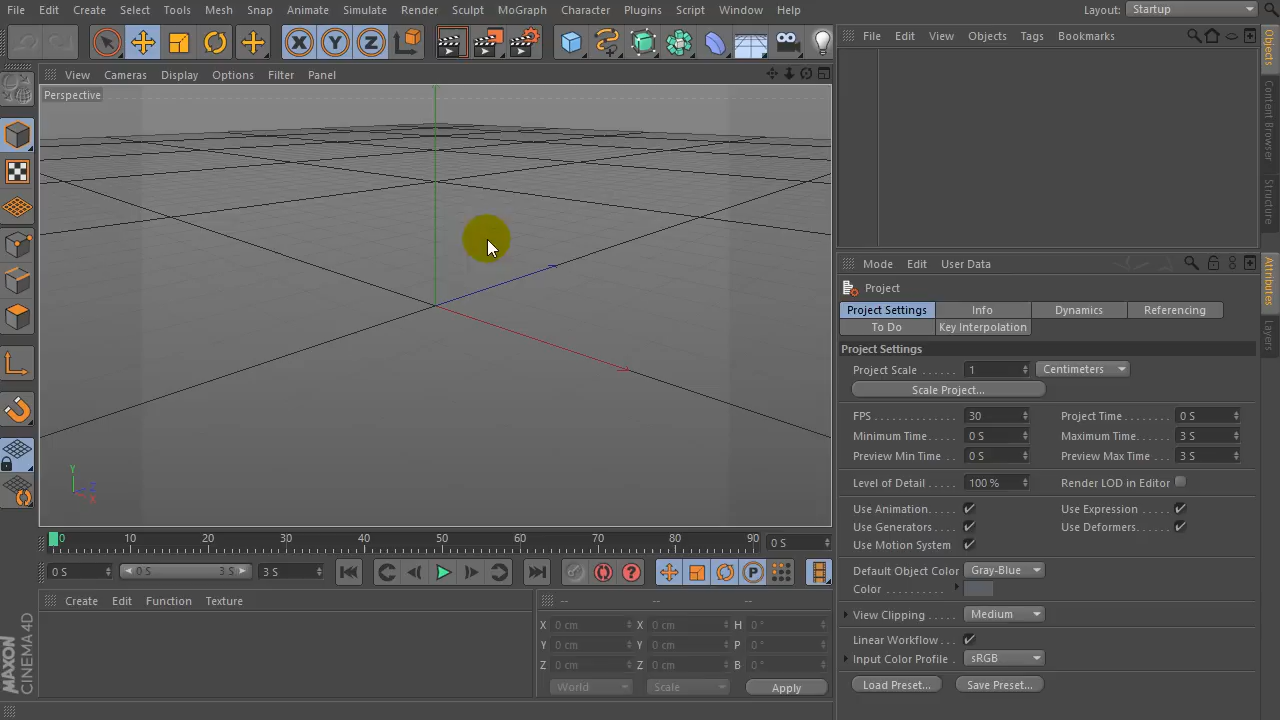 File Edit Create Select Tools Mesh Snap Animate Simulate Render Sculpt MoGraph Character Plugins Script Window Help Layout: Startup
File Edit View Objects Tags Bookmarks
Objects
Content Browser
Structure
View Cameras Display Options Filter Panel
Perspective
Y
Z
X
Mode Edit User Data
Attributes
Layers
Project
Project Settings Info Dynamics Referencing
To Do Key Interpolation
Project Settings
Project Scale . . . . . 1 Centimeters
Scale Project...
FPS . . . . . . . . . . . . . 30 Project Time . . . . . . . 0 S
Minimum Time. . . . . 0 S Maximum Time. . . . . 3 S
Preview Min Time . . 0 S Preview Max Time . . 3 S
Level of Detail . . . . . 100 % Render LOD in Editor
Use Animation. . . . . Use Expression . . . . .
Use Generators . . . . Use Deformers. . . . .
Use Motion System
Default Object Color Gray-Blue
Color . . . . . . . . .
View Clipping. . . . . . Medium
Linear Workflow. . . .
Input Color Profile . . sRGB
Load Preset... Save Preset...
0 10 20 30 40 50 60 70 80 90 0 S
0 S 0 S 3 S 3 S
Create Edit Function Texture
-- -- --
X 0 cm X 0 cm H 0 °
Y 0 cm Y 0 cm P 0 °
Z 0 cm Z 0 cm B 0 °
World Scale Apply
MAXON
CINEMA 4D